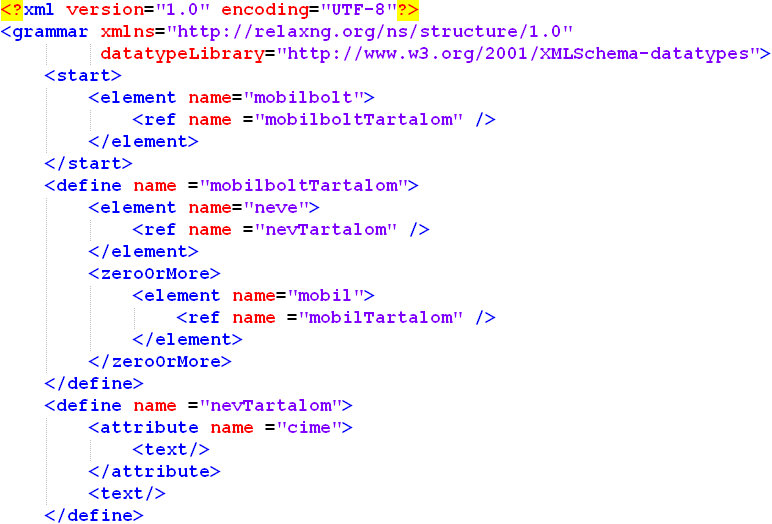 <?xml version="1.0" encoding="UTF-8"?>
<grammar xmlns="http://relaxng.org/ns/structure/1.0"
         datatypeLibrary="http://www.w3.org/2001/XMLSchema-datatypes">
    <start>
        <element name="mobilbolt">
            <ref name ="mobilboltTartalom" />
        </element>
    </start>
    <define name ="mobilboltTartalom">
        <element name="neve">
            <ref name ="nevTartalom" />
        </element>
        <zeroOrMore>
            <element name="mobil">
                <ref name ="mobilTartalom" />
            </element>
        </zeroOrMore>
    </define>
    <define name ="nevTartalom">
        <attribute name ="cime">
            <text/>
        </attribute>
        <text/>
    </define>